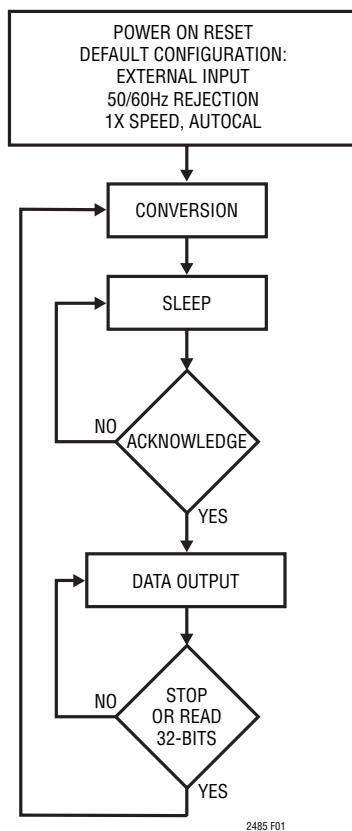 POWER ON RESET
DEFAULT CONFIGURATION:
EXTERNAL INPUT
50/60Hz REJECTION
1X SPEED, AUTOCAL
CONVERSION
SLEEP
NO
ACKNOWLEDGE
YES
DATA OUTPUT
NO
STOP
OR READ
32-BITS
YES
2485 F01